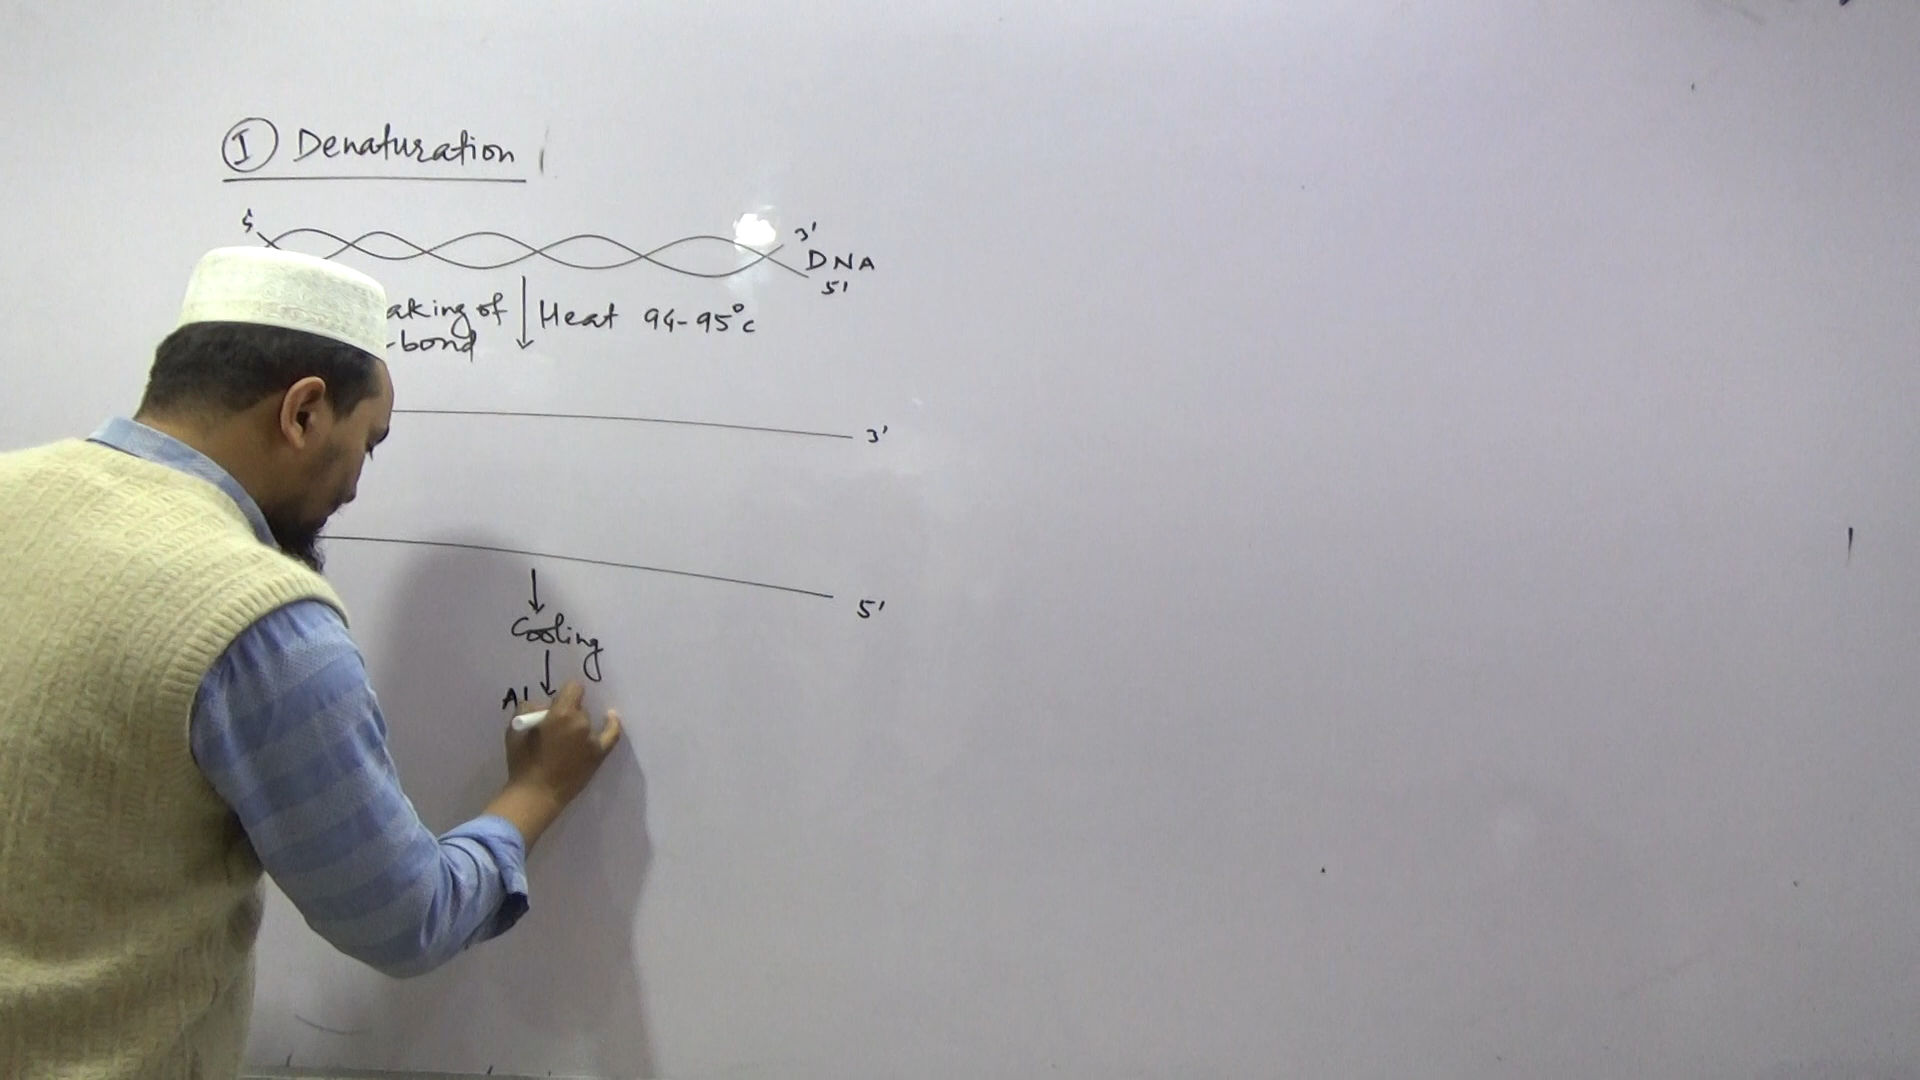 I Denaturation
5'
3'
DNA
5'
aking of Heat 94-95°c
-bond
3'
5'
Cooling